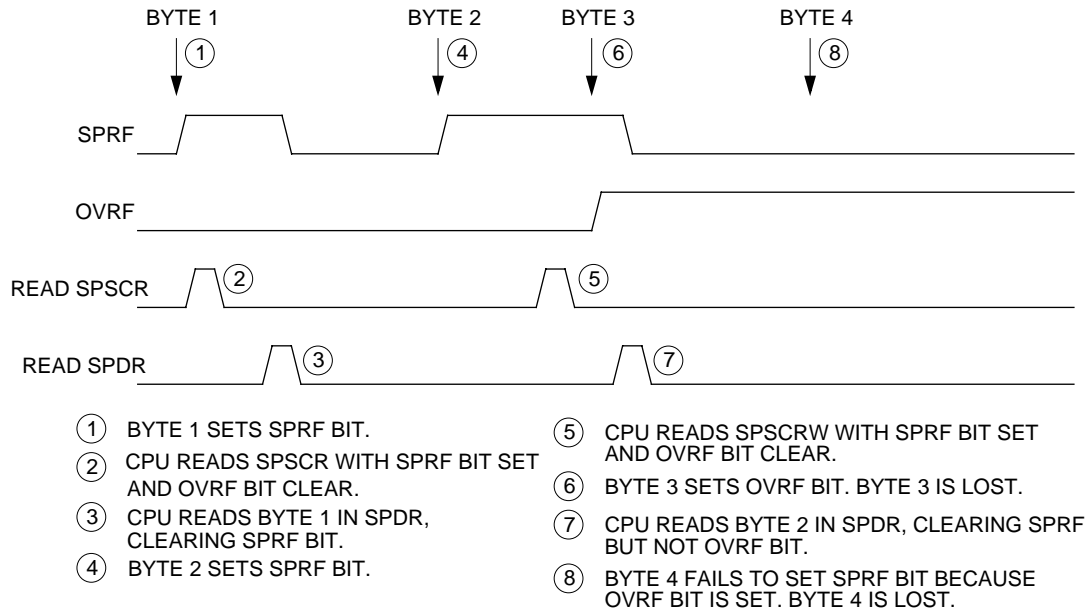 BYTE 1 BYTE 2 BYTE 3 BYTE 4
1 4 6 8
SPRF
OVRF
READ SPSCR
2 5
READ SPDR
3 7
1 BYTE 1 SETS SPRF BIT.
2 CPU READS SPSCR WITH SPRF BIT SET
AND OVRF BIT CLEAR.
3 CPU READS BYTE 1 IN SPDR,
CLEARING SPRF BIT.
4 BYTE 2 SETS SPRF BIT.
5 CPU READS SPSCRW WITH SPRF BIT SET
AND OVRF BIT CLEAR.
6 BYTE 3 SETS OVRF BIT. BYTE 3 IS LOST.
7 CPU READS BYTE 2 IN SPDR, CLEARING SPRF
BUT NOT OVRF BIT.
8 BYTE 4 FAILS TO SET SPRF BIT BECAUSE
OVRF BIT IS SET. BYTE 4 IS LOST.